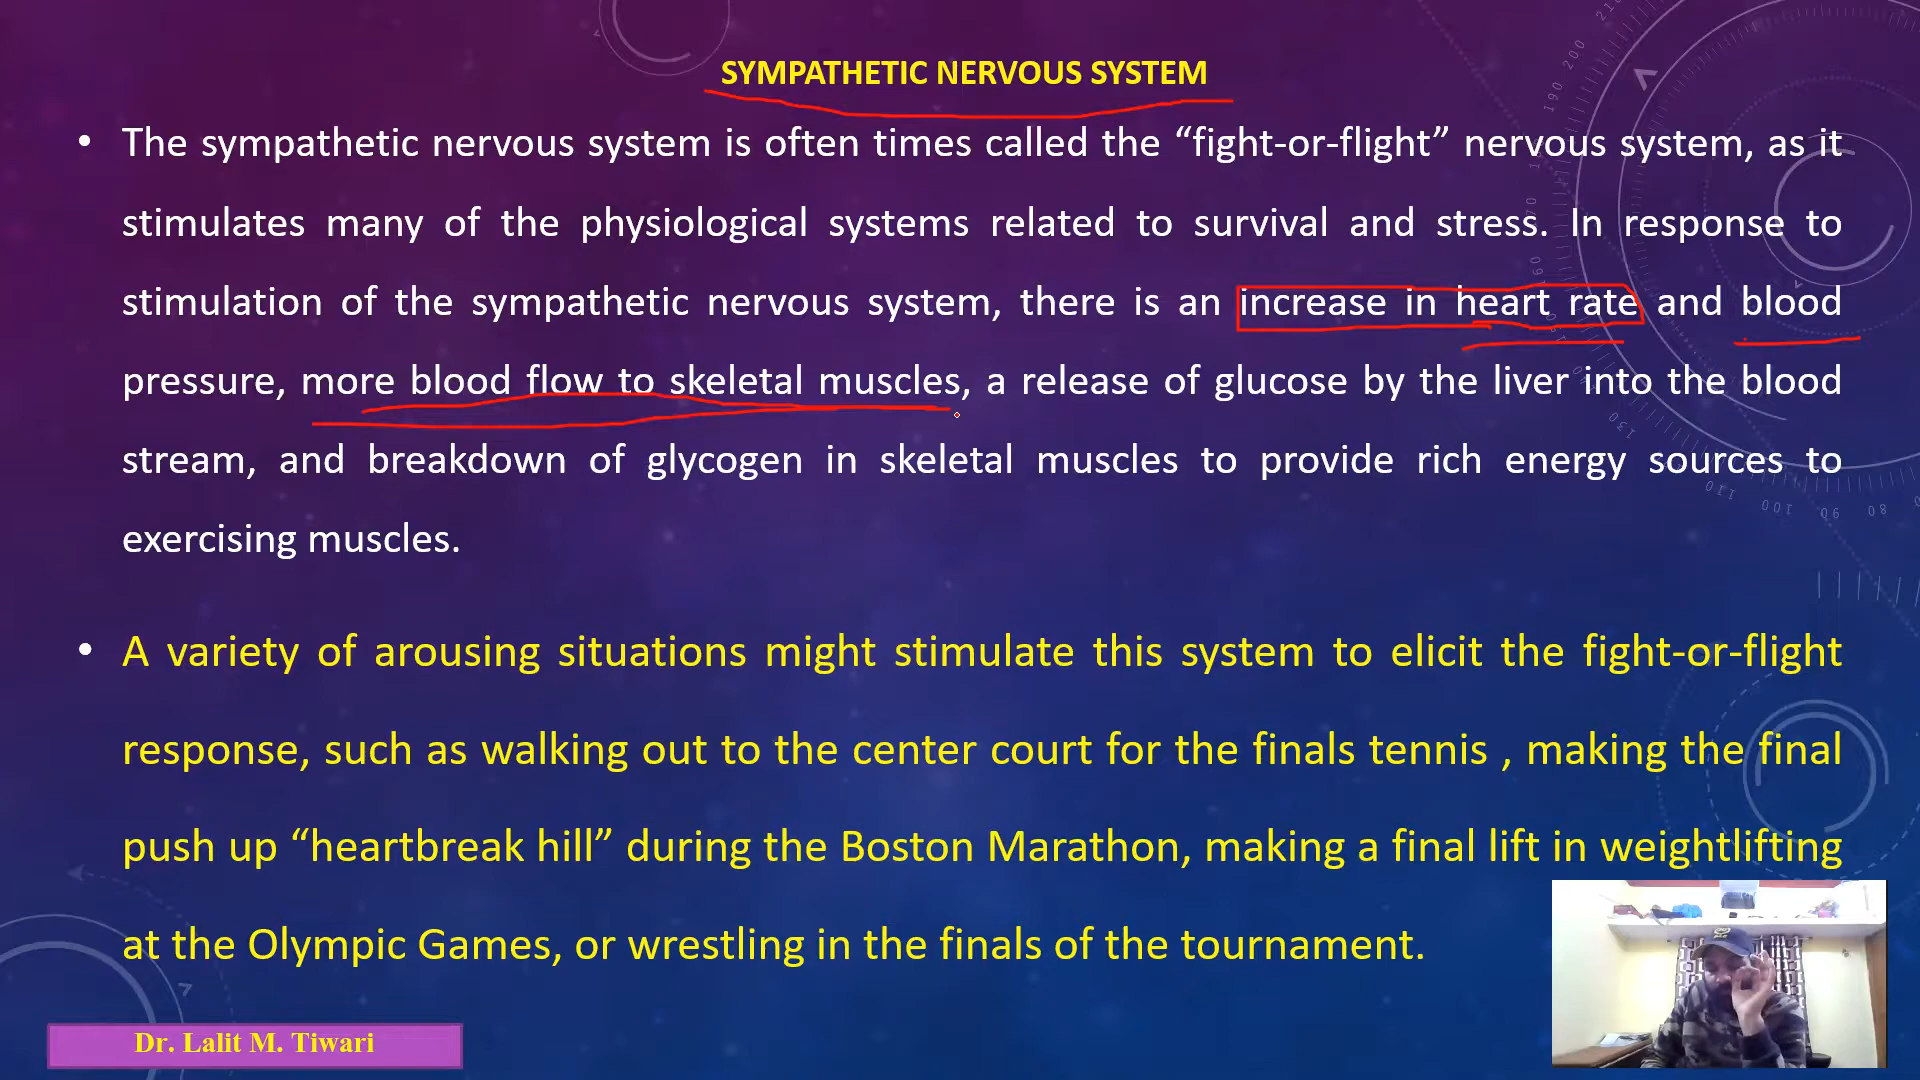 SYMPATHETIC NERVOUS SYSTEM
• The sympathetic nervous system is often times called the “fight-or-flight” nervous system, as it
stimulates many of the physiological systems related to survival and stress. In response to
stimulation of the sympathetic nervous system, there is an increase in heart rate and blood
pressure, more blood flow to skeletal muscles, a release of glucose by the liver into the blood
stream, and breakdown of glycogen in skeletal muscles to provide rich energy sources to
exercising muscles.
• A variety of arousing situations might stimulate this system to elicit the fight-or-flight
response, such as walking out to the center court for the finals tennis , making the final
push up “heartbreak hill” during the Boston Marathon, making a final lift in weightlifting
at the Olympic Games, or wrestling in the finals of the tournament.
Dr. Lalit M. Tiwari